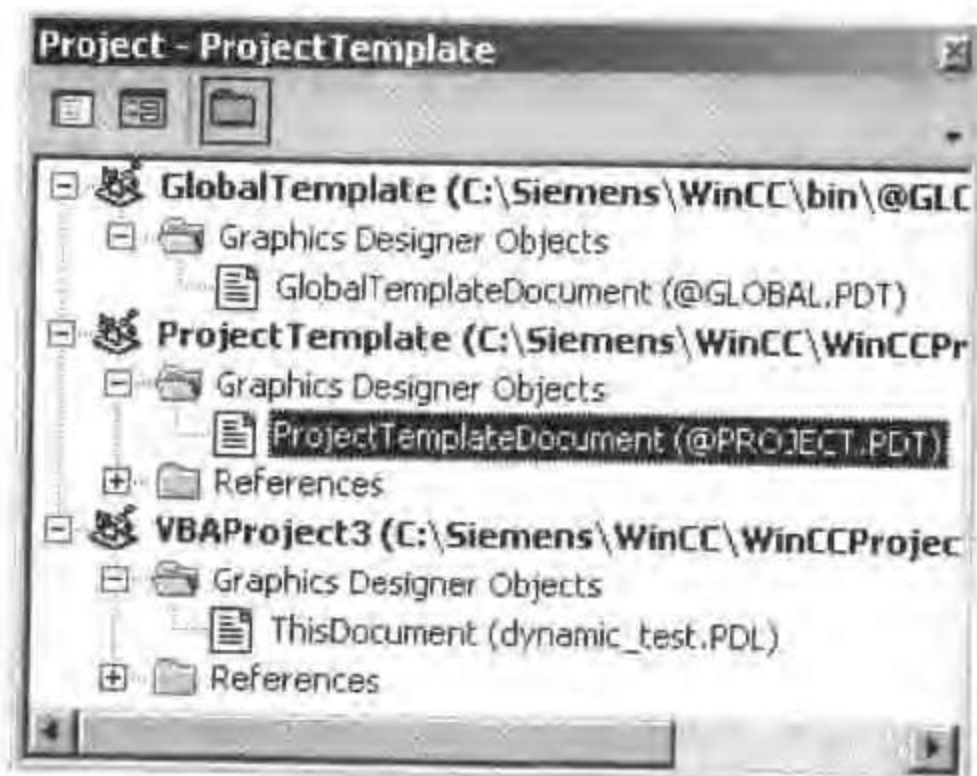 Project - ProjectTemplate
GlobalTemplate (C:\Siemens\WinCC\bin\@GLO
Graphics Designer Objects
GlobalTemplateDocument (@GLOBAL.PDT)
ProjectTemplate (C:\Siemens\WinCC\WinCCPr
Graphics Designer Objects
ProjectTemplateDocument (@PROJECT.PDT)
References
VBAProject3 (C:\Siemens\WinCC\WinCCProjec
Graphics Designer Objects
ThisDocument (dynamic_test.PDL)
References